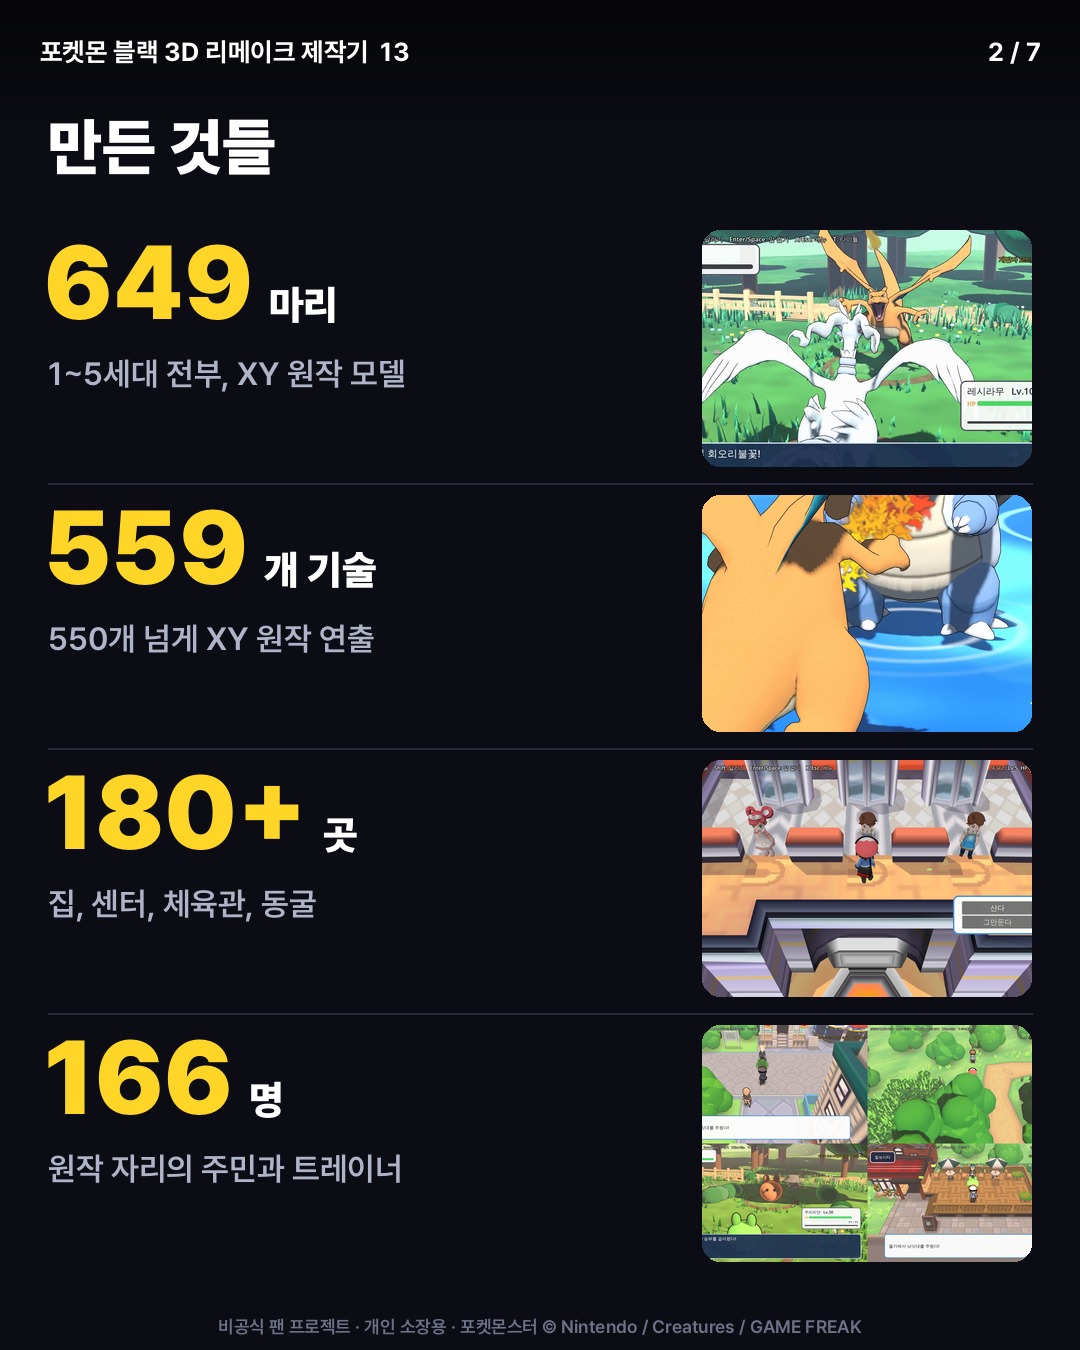 포켓몬 블랙 3D 리메이크 제작기 13
2 / 7
만든 것들
649 마리
1~5세대 전부, XY 원작 모델
레시라무 Lv.10
HP
회오리불꽃!
559 개 기술
550개 넘게 XY 원작 연출
180+ 곳
집, 센터, 체육관, 동굴
산다
그만둔다
166 명
원작 자리의 주민과 트레이너
비공식 팬 프로젝트 · 개인 소장용 · 포켓몬스터 © Nintendo / Creatures / GAME FREAK